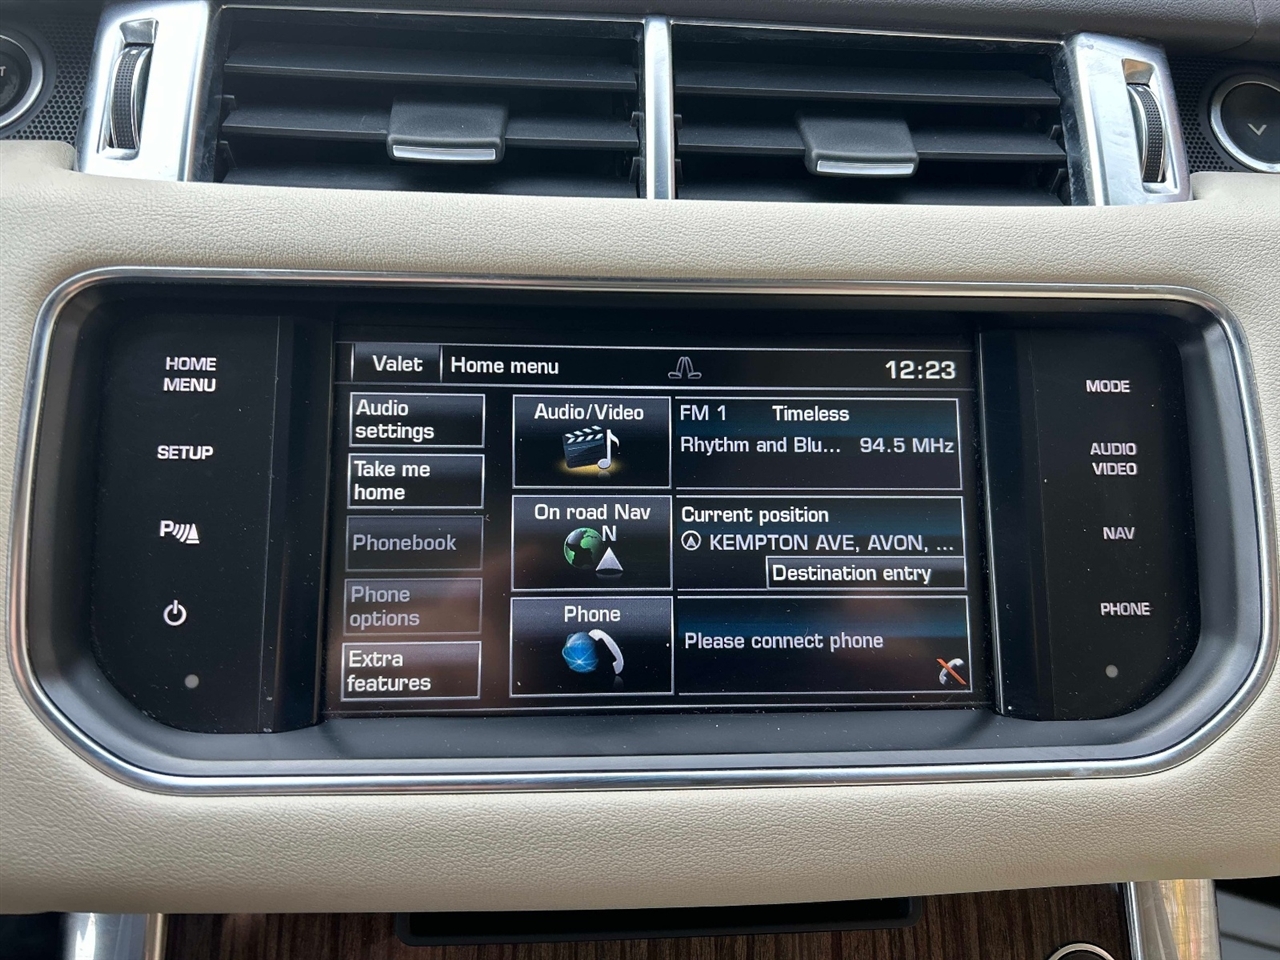 HOME
MENU
SETUP
P
Valet
Home menu
12:23
Audio
settings
Take me
home
Phonebook
Phone
options
Extra
features
Audio/Video
FM 1 Timeless
Rhythm and Blu... 94.5 MHz
On road Nav
N
Current position
KEMPTON AVE, AVON, ...
Destination entry
Phone
Please connect phone
MODE
AUDIO
VIDEO
NAV
PHONE